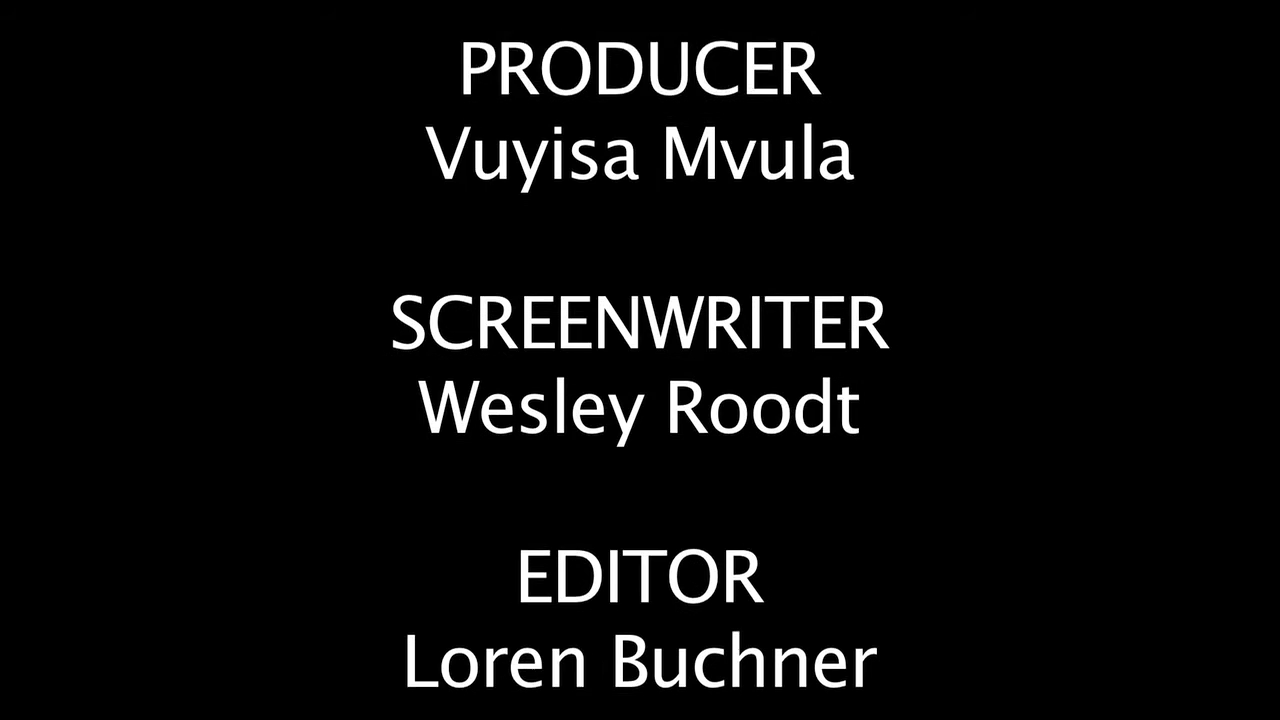 PRODUCER
Vuyisa Mvula
SCREENWRITER
Wesley Roodt
EDITOR
Loren Buchner